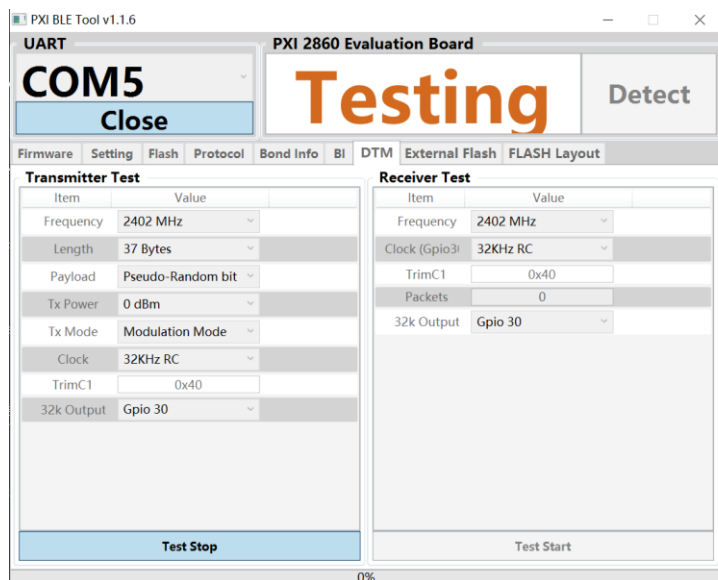 PXI BLE Tool v1.1.6
UART
COM5
Close
PXI 2860 Evaluation Board
Testing
Detect
Firmware Setting Flash Protocol Bond Info BI DTM External Flash FLASH Layout
Transmitter Test
Item Value
Frequency 2402 MHz
Length 37 Bytes
Payload Pseudo-Random bit
Tx Power 0 dBm
Tx Mode Modulation Mode
Clock 32KHz RC
TrimC1 0x40
32k Output Gpio 30
Test Stop
Receiver Test
Item Value
Frequency 2402 MHz
Clock (Gpio3 32KHz RC
TrimC1 0x40
Packets 0
32k Output Gpio 30
Test Start
0%